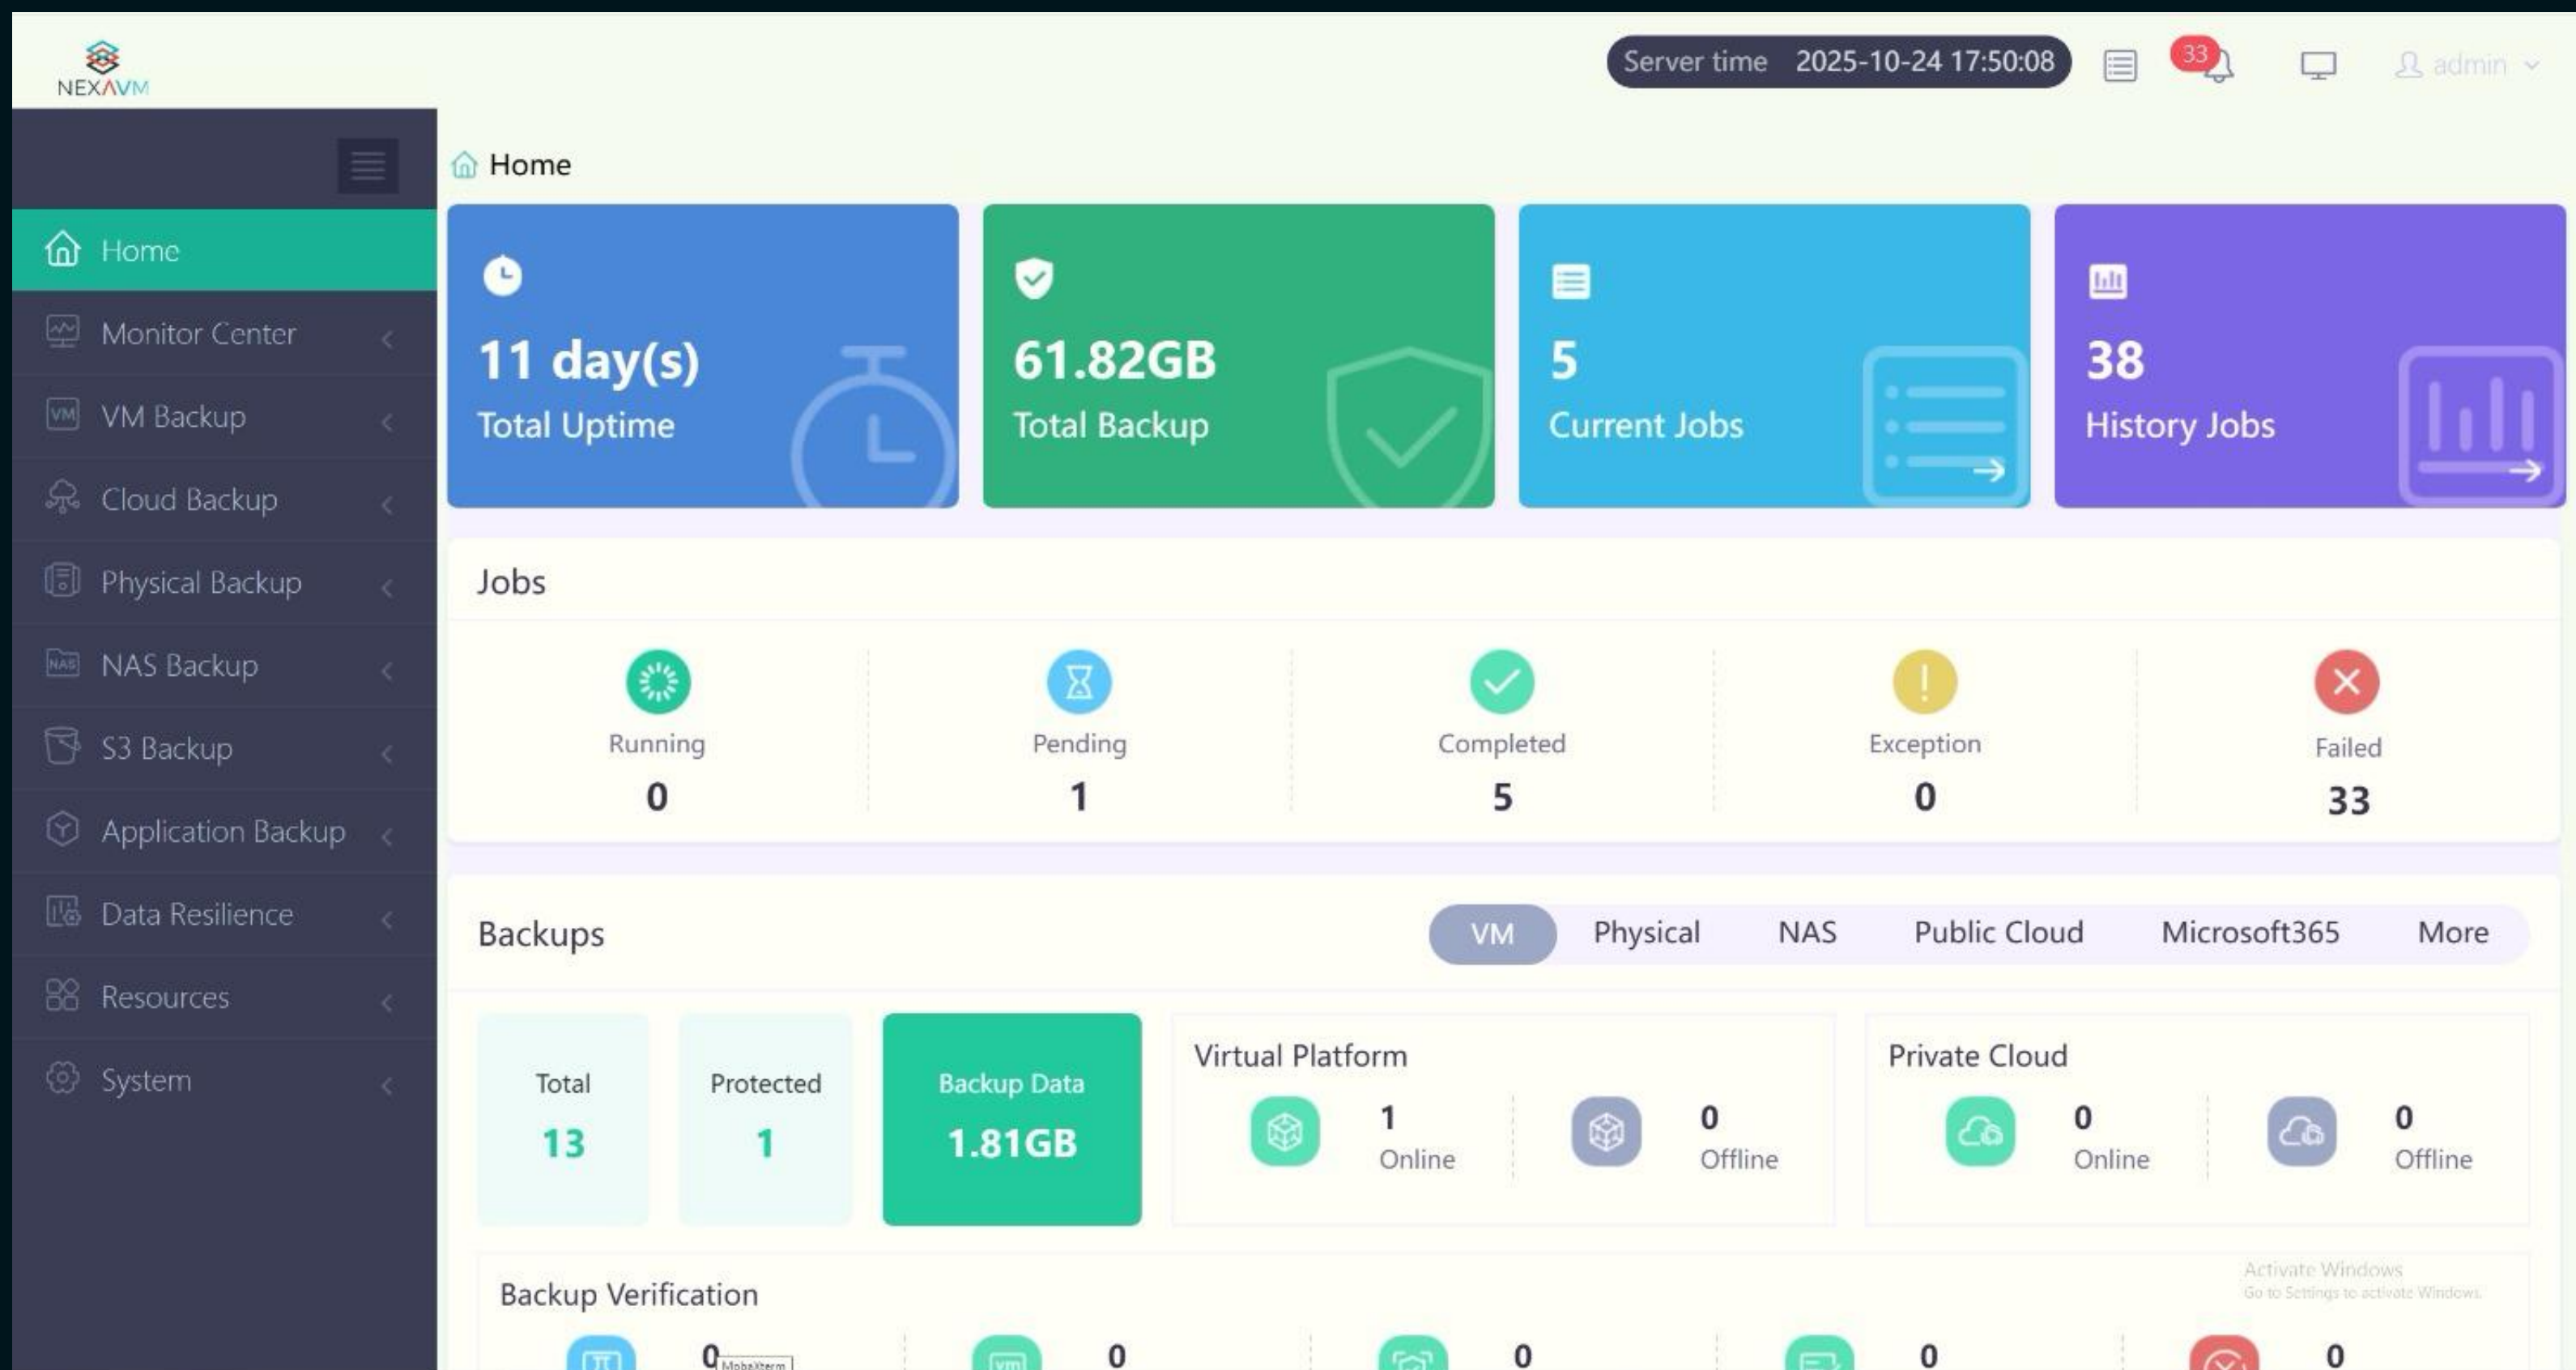 NEXAVM
Server time 2025-10-24 17:50:08
33
admin
Home
Home
Monitor Center
VM
VM Backup
Cloud Backup
Physical Backup
NAS
NAS Backup
S3 Backup
Application Backup
Data Resilience
Resources
System
11 day(s)
Total Uptime
61.82GB
Total Backup
5
Current Jobs
38
History Jobs
Jobs
Running
0
Pending
1
Completed
5
Exception
0
Failed
33
Backups
VM Physical NAS Public Cloud Microsoft365 More
Total
13
Protected
1
Backup Data
1.81GB
Virtual Platform
1
Online
0
Offline
Private Cloud
0
Online
0
Offline
Backup Verification
0
vm
0
0
0
0
MobaXterm
Activate Windows
Go to Settings to activate Windows.